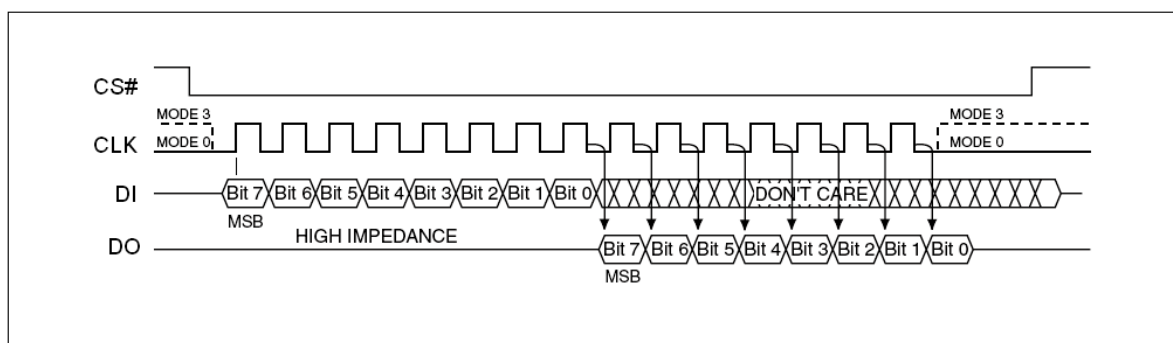 CS#
MODE 3 MODE 3
CLK MODE 0 MODE 0
DI Bit 7 Bit 6 Bit 5 Bit 4 Bit 3 Bit 2 Bit 1 Bit 0 DON'T CARE
MSB
HIGH IMPEDANCE
DO Bit 7 Bit 6 Bit 5 Bit 4 Bit 3 Bit 2 Bit 1 Bit 0
MSB